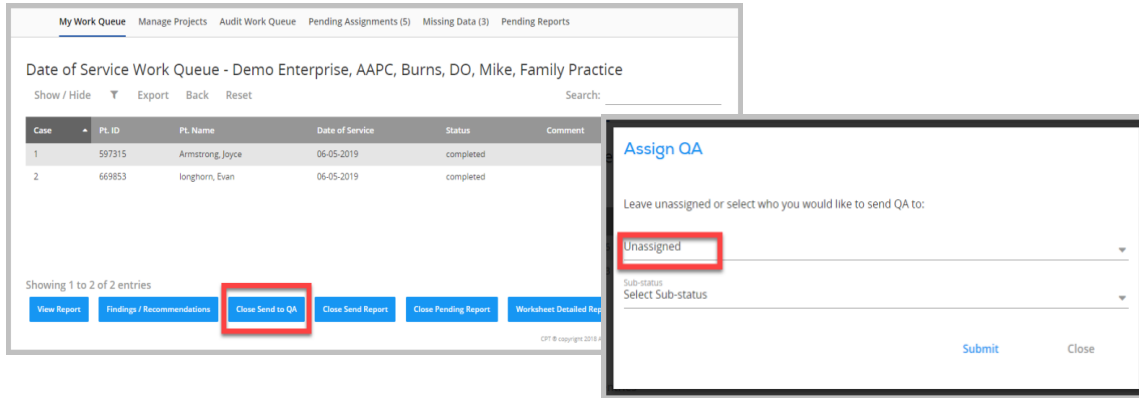 My Work Queue Manage Projects Audit Work Queue Pending Assignments (5) Missing Data (3) Pending Reports
Date of Service Work Queue - Demo Enterprise, AAPC, Burns, DO, Mike, Family Practice
Show / Hide Export Back Reset Search:
Case Pt. ID Pt. Name Date of Service Status Comment
1 597315 Armstrong, Joyce 06-05-2019 completed
2 669853 longhorn, Evan 06-05-2019 completed
Showing 1 to 2 of 2 entries
View Report Findings / Recommendations Close Send to QA Close Send Report Close Pending Report Worksheet Detailed Rep
CPT ® copyright 2018 A
Assign QA
Leave unassigned or select who you would like to send QA to:
Unassigned
Sub-status
Select Sub-status
Submit Close